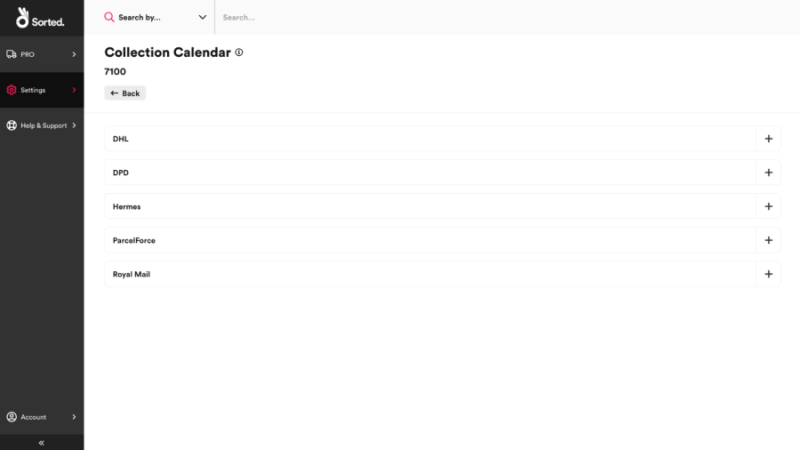 Sorted.
Search by...
Search...
PRO
Settings
Help & Support
Collection Calendar
7100
Back
DHL
DPD
Hermes
ParcelForce
Royal Mail
Account